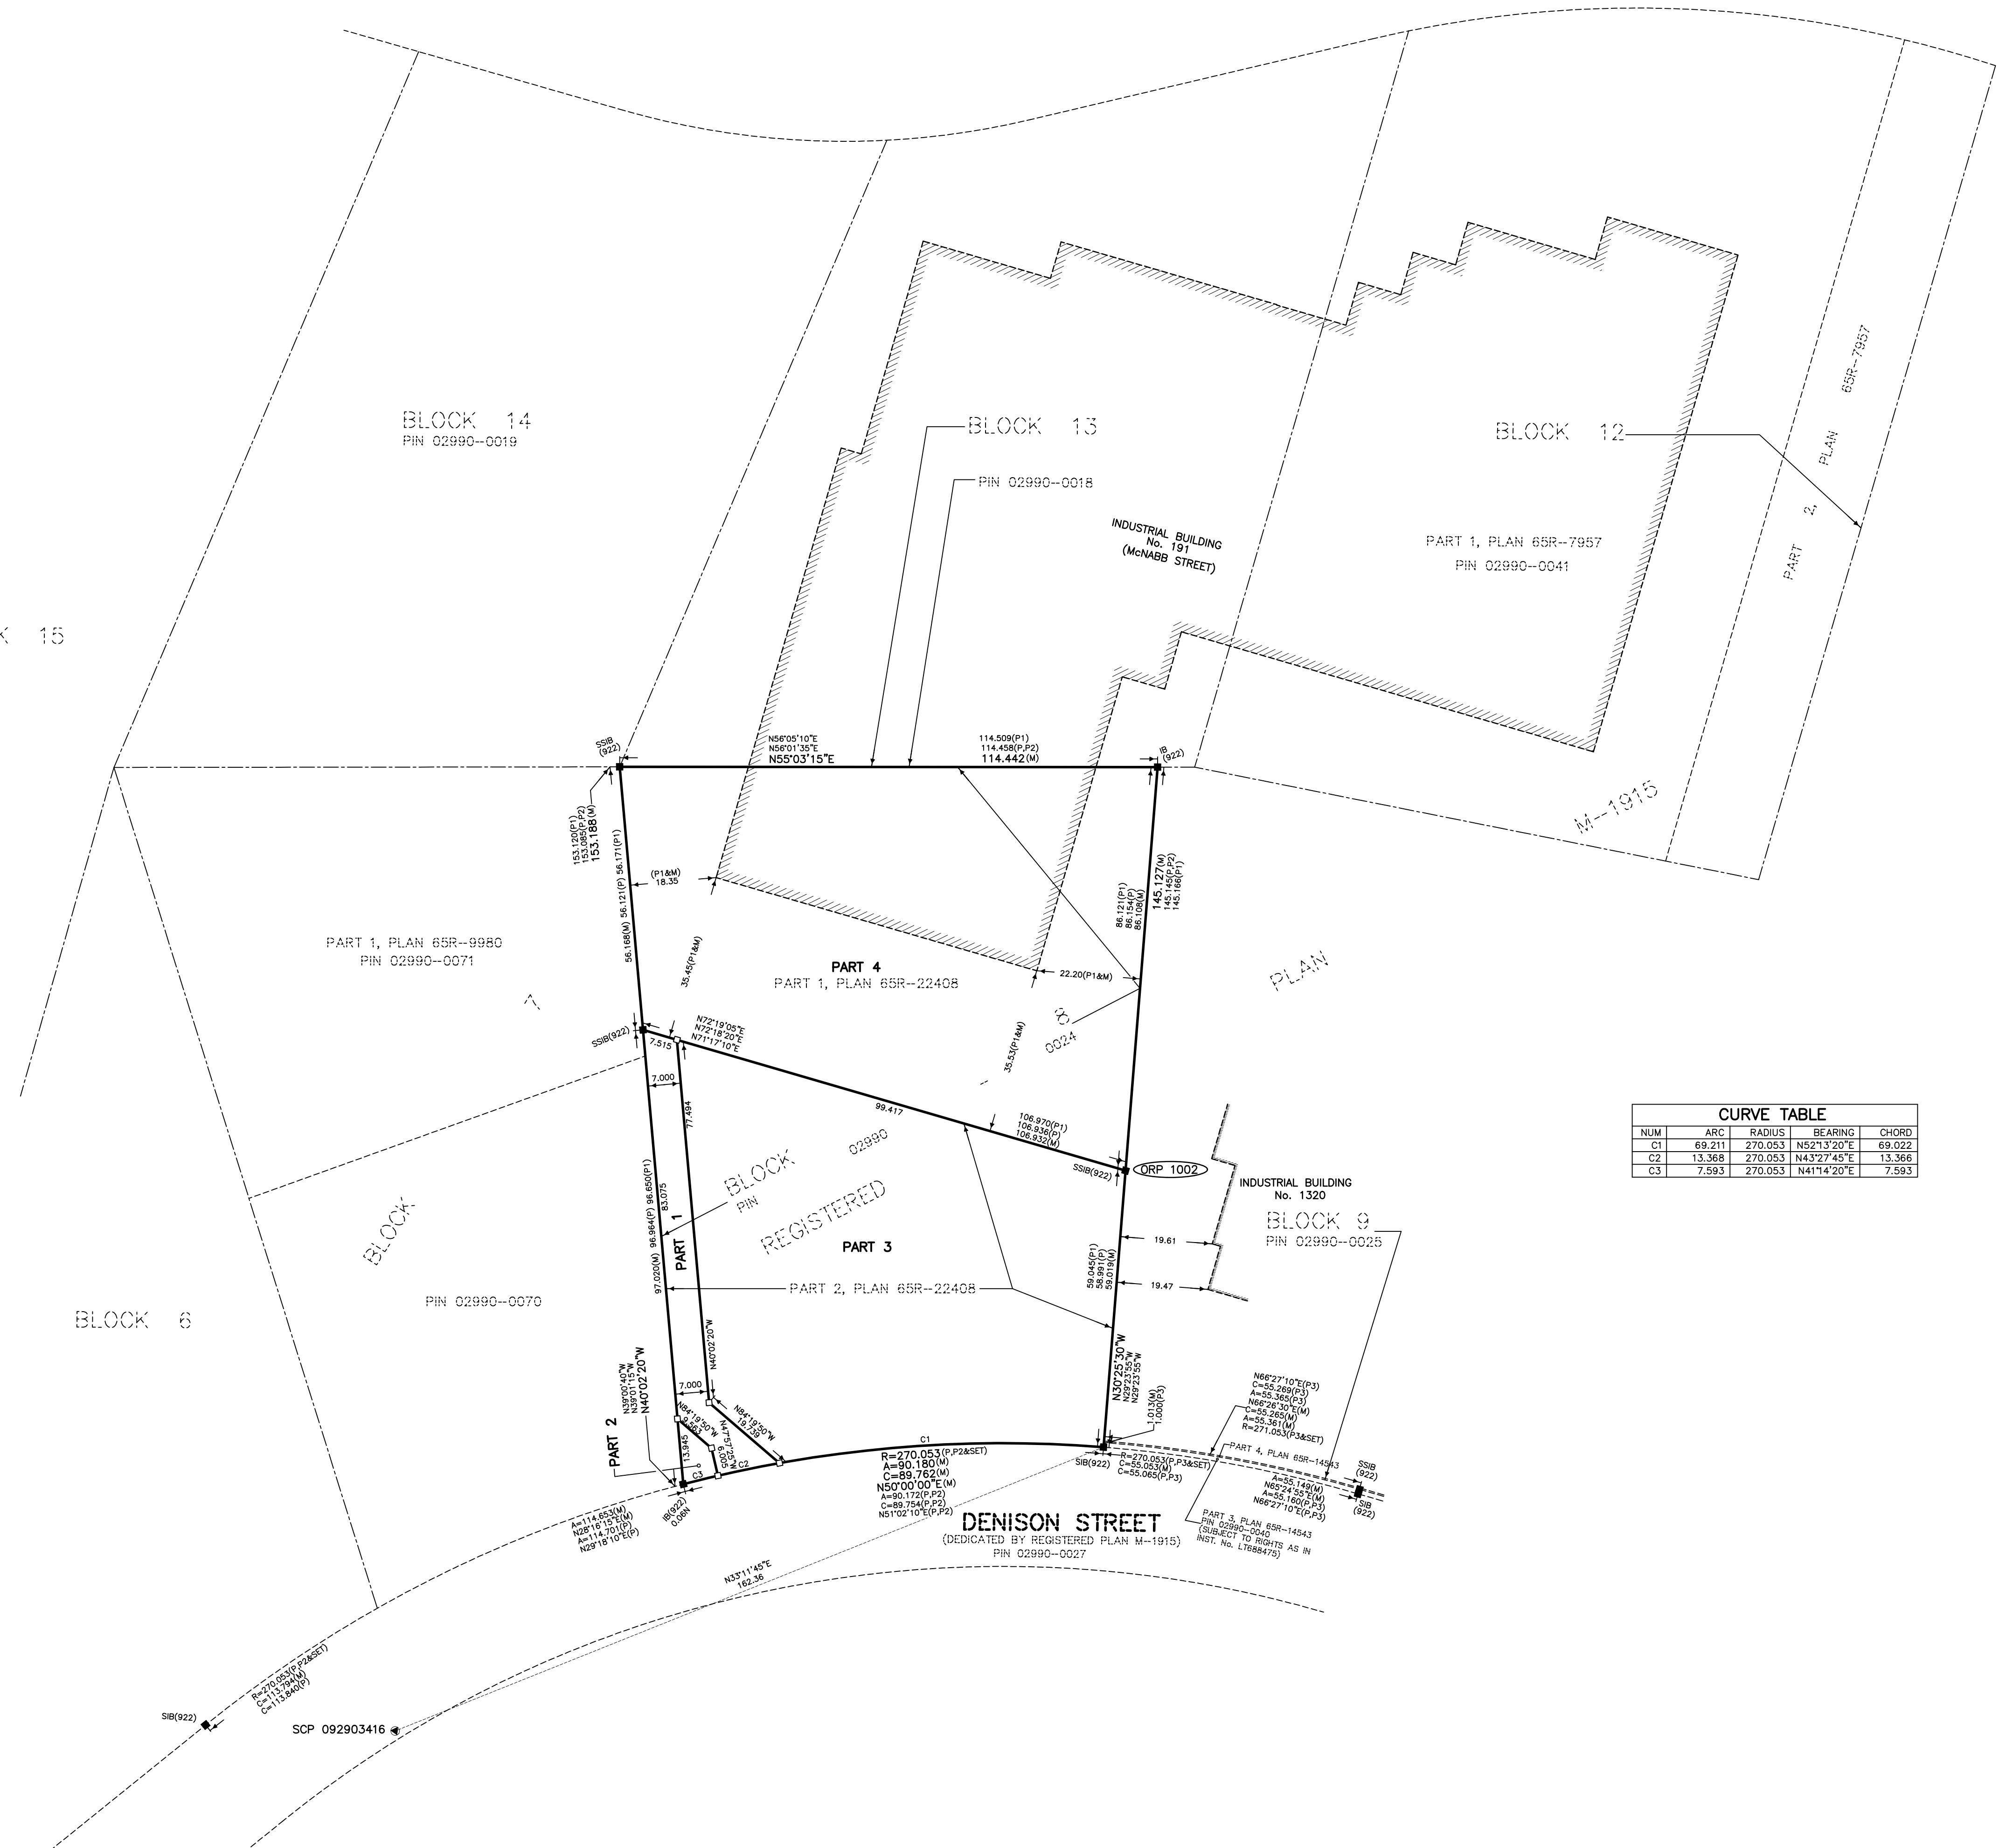 BLOCK 14
PIN 02990--0019
BLOCK 13
PIN 02990--0018
BLOCK 12
PART 2, PLAN 65R-7957
INDUSTRIAL BUILDING
No. 191
(McNABB STREET)
PART 1, PLAN 65R--7957
PIN 02990--0041
K 15
SSIB
(922)
N56°05'10"E
N56°01'35"E
N55°03'15"E
114.509(P1)
114.458(P,P2)
114.442(M)
IB
(922)
153.120(P1)
153.085(P,P2)
153.188(M)
56.168(M) 56.121(P) 56.171(P1)
(P1&M)
18.35
86.121(P1)
86.154(P)
86.108(M)
145.127(M)
145.145(P,P2)
145.166(P1)
M--1915
PLAN
PART 1, PLAN 65R--9980
PIN 02990--0071
7
35.45(P1&M)
PART 4
PART 1, PLAN 65R--22408
22.20(P1&M)
8
0024
35.53(P1&M)
SSIB(922)
7.515
N72°19'05"E
N72°18'20"E
N71°17'10"E
7.000
77.494
99.417
106.970(P1)
106.936(P)
106.932(M)
SSIB(922)
ORP 1002
INDUSTRIAL BUILDING
No. 1320
BLOCK 9
PIN 02990--0025
19.61
19.47
CURVE TABLE
NUM ARC RADIUS BEARING CHORD
C1 69.211 270.053 N52°13'20"E 69.022
C2 13.368 270.053 N43°27'45"E 13.366
C3 7.593 270.053 N41°14'20"E 7.593
02990
BLOCK
PIN
REGISTERED
97.020(M) 96.964(P) 96.650(P1)
83.075
PART 1
PART 3
PART 2, PLAN 65R--22408
59.045(P1)
58.991(P)
59.019(M)
BLOCK
PIN 02990--0070
BLOCK 6
N39°00'40"W
N39°01'15"W
N40°02'20"W
N40°02'20"W
7.000
N84°19'50"W
9.563
N84°19'50"W
19.739
N47°57'25"W
6.005
13.945
PART 2
C3
C2
C1
N30°25'30"W
N29°23'55"W
N29°23'55"W
1.013(M)
1.000(P3)
R=270.053(P,P2&SET)
A=90.180(M)
C=89.762(M)
N50°00'00"E(M)
A=90.172(P,P2)
C=89.754(P,P2)
N51°02'10"E(P,P2)
SIB(922)
R=270.053(P,P3&SET)
C=55.053(M)
C=55.065(P,P3)
N66°27'10"E(P3)
C=55.269(P3)
A=55.365(P3)
N66°26'30"E(M)
C=55.265(M)
A=55.361(M)
R=271.053(P3&SET)
PART 4, PLAN 65R-14543
SSIB
(922)
A=55.149(M)
N65°24'55"E(M)
A=55.160(P,P3)
N66°27'10"E(P,P3)
SIB
(922)
PART 3, PLAN 65R-14543
PIN 02990-0040
(SUBJECT TO RIGHTS AS IN
INST. No. LT688475)
IB(922)
0.06N
A=114.653(M)
N28°16'15"E(M)
A=114.701(P)
N29°18'10"E(P)
DENISON STREET
(DEDICATED BY REGISTERED PLAN M--1915)
PIN 02990--0027
N33°11'45"E
162.36
R=270.053(P,P2&SET)
C=113.794(M)
C=113.840(P)
SIB(922)
SCP 092903416